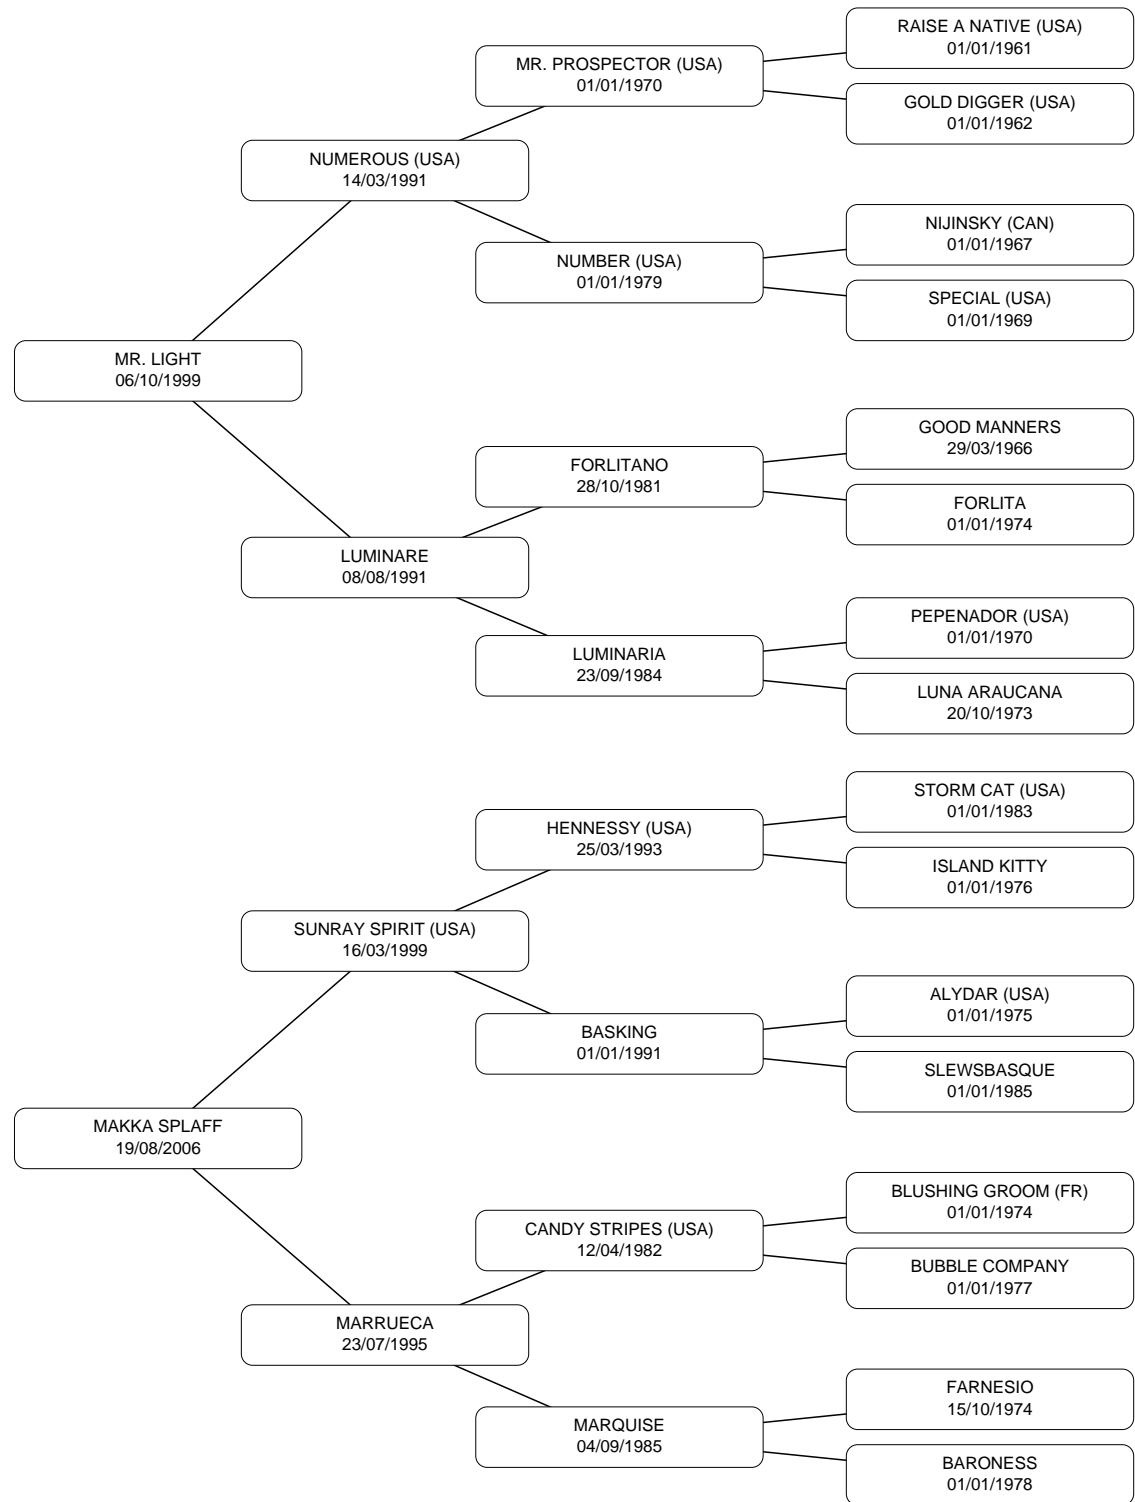 RAISE A NATIVE (USA)
01/01/1961
MR. PROSPECTOR (USA)
01/01/1970
GOLD DIGGER (USA)
01/01/1962
NUMEROUS (USA)
14/03/1991
NIJINSKY (CAN)
01/01/1967
NUMBER (USA)
01/01/1979
SPECIAL (USA)
01/01/1969
MR. LIGHT
06/10/1999
GOOD MANNERS
29/03/1966
FORLITANO
28/10/1981
FORLITA
01/01/1974
LUMINARE
08/08/1991
PEPENADOR (USA)
01/01/1970
LUMINARIA
23/09/1984
LUNA ARAUCANA
20/10/1973
STORM CAT (USA)
01/01/1983
HENNESSY (USA)
25/03/1993
ISLAND KITTY
01/01/1976
SUNRAY SPIRIT (USA)
16/03/1999
ALYDAR (USA)
01/01/1975
BASKING
01/01/1991
SLEWSBASQUE
01/01/1985
MAKKA SPLAFF
19/08/2006
BLUSHING GROOM (FR)
01/01/1974
CANDY STRIPES (USA)
12/04/1982
BUBBLE COMPANY
01/01/1977
MARRUECA
23/07/1995
FARNESIO
15/10/1974
MARQUISE
04/09/1985
BARONESS
01/01/1978